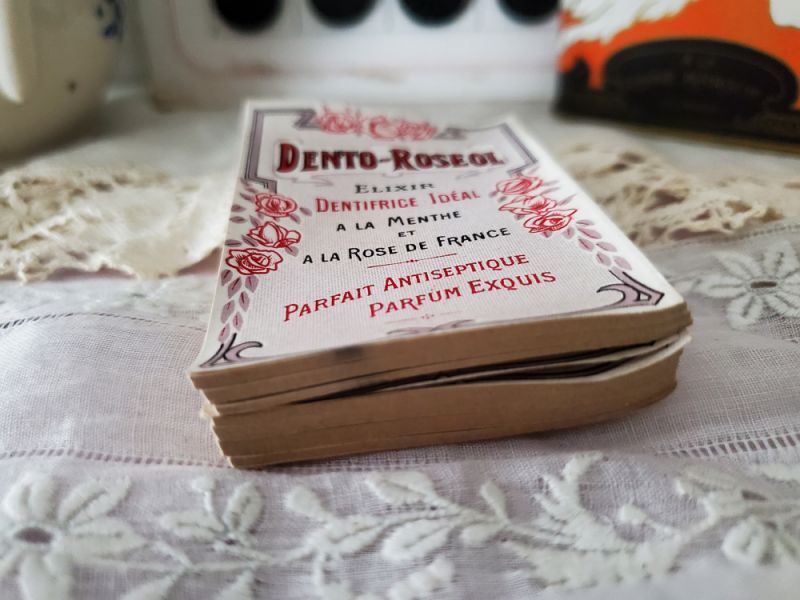 DENTO-ROSEOL
ELIXIR
DENTIFRICE IDÉAL
A LA MENTHE
ET
A LA ROSE DE FRANCE
PARFAIT ANTISEPTIQUE
PARFUM EXQUIS